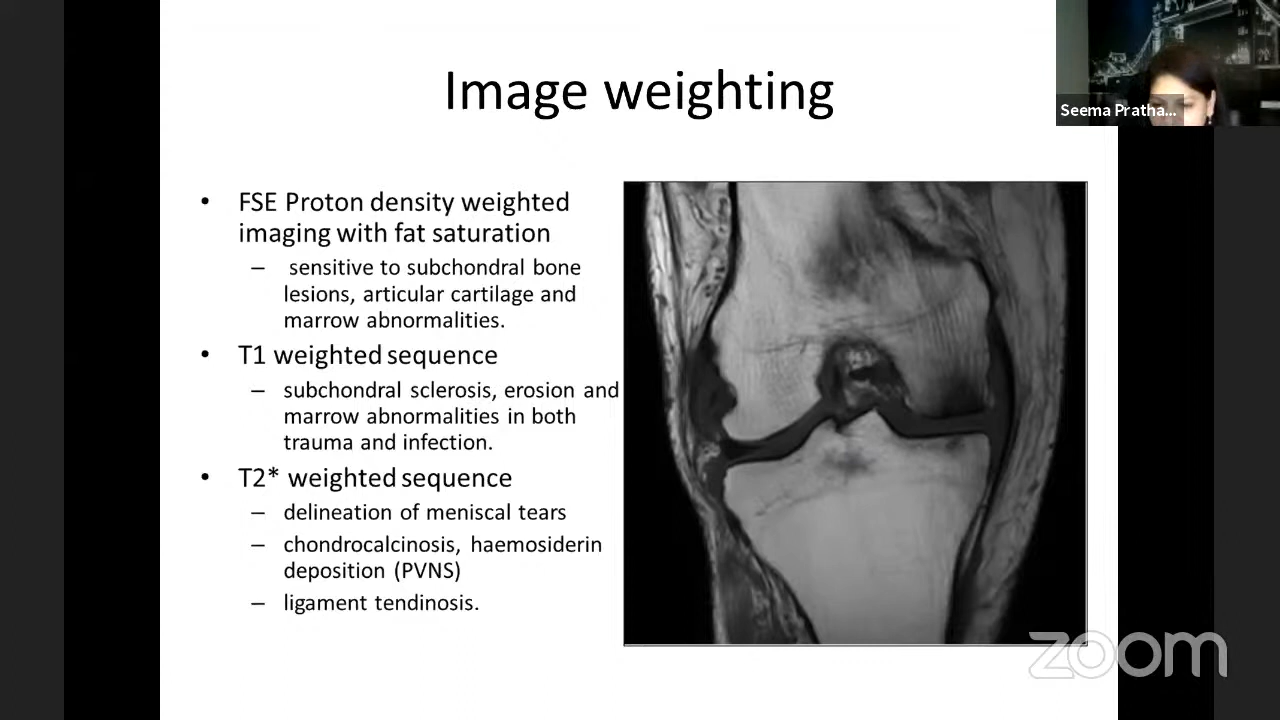 Image weighting
Seema Pratha...
• FSE Proton density weighted
imaging with fat saturation
– sensitive to subchondral bone
lesions, articular cartilage and
marrow abnormalities.
• T1 weighted sequence
– subchondral sclerosis, erosion and
marrow abnormalities in both
trauma and infection.
• T2* weighted sequence
– delineation of meniscal tears
– chondrocalcinosis, haemosiderin
deposition (PVNS)
– ligament tendinosis.
zoom